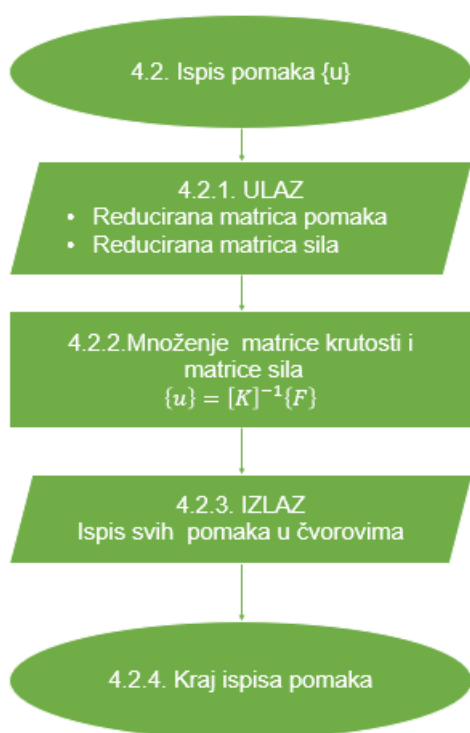 4.2. Ispis pomaka {u}
4.2.1. ULAZ
• Reducirana matrica pomaka
• Reducirana matrica sila
4.2.2.Množenje matrice krutosti i
matrice sila
{u} = [K]⁻¹{F}
4.2.3. IZLAZ
Ispis svih pomaka u čvorovima
4.2.4. Kraj ispisa pomaka